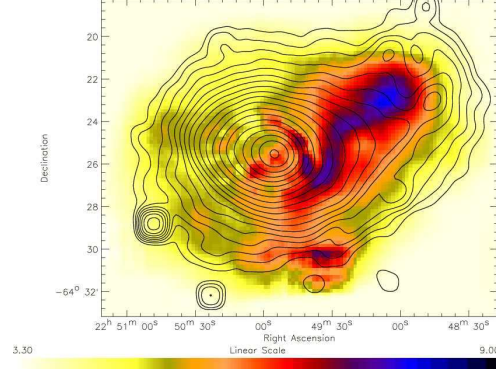 20
22
24
26
28
30
−64° 32'
Declination
22ʰ 51ᵐ 00ˢ 50ᵐ 30ˢ 00ˢ 49ᵐ 30ˢ 00ˢ 48ᵐ 30ˢ
Right Ascension
3.30 Linear Scale 9.00